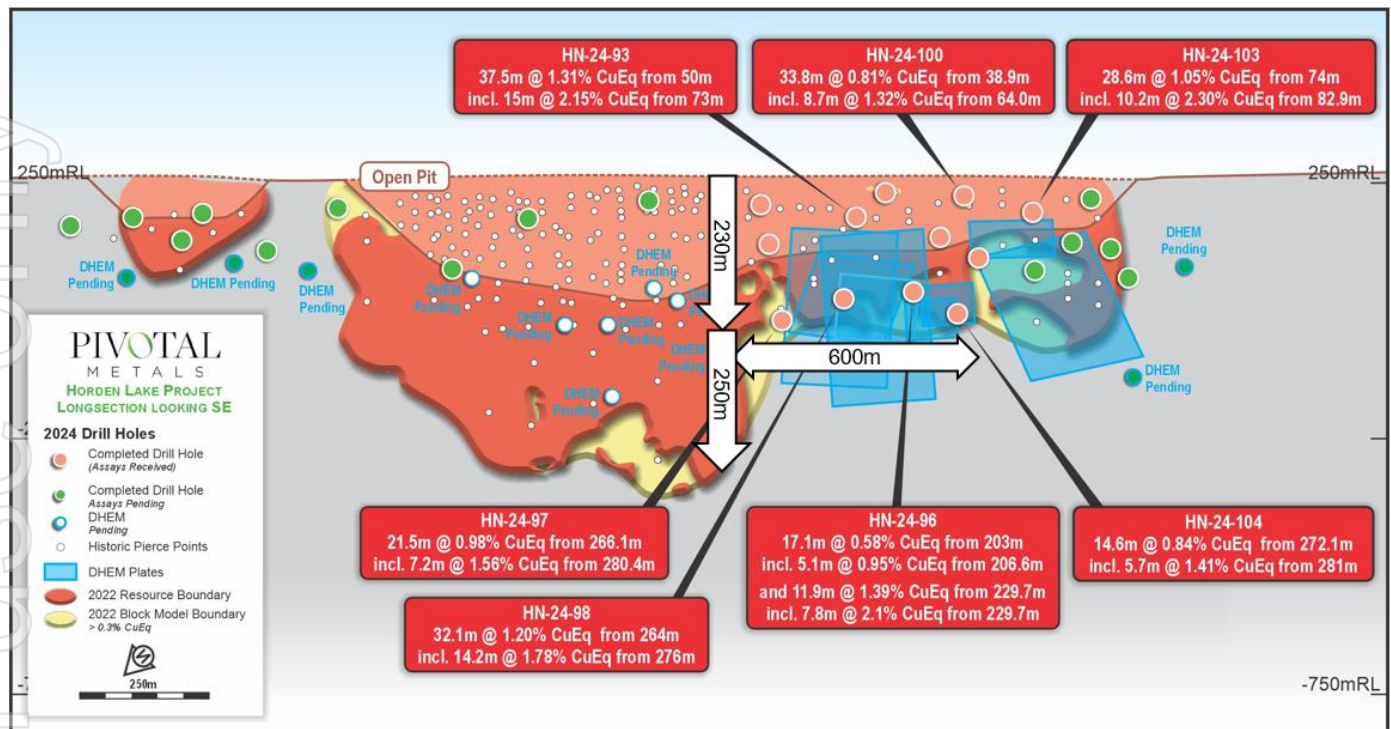 HN-24-93
37.5m @ 1.31% CuEq from 50m
incl. 15m @ 2.15% CuEq from 73m
HN-24-100
33.8m @ 0.81% CuEq from 38.9m
incl. 8.7m @ 1.32% CuEq from 64.0m
HN-24-103
28.6m @ 1.05% CuEq from 74m
incl. 10.2m @ 2.30% CuEq from 82.9m
250mRL
Open Pit
250mRL
230m
DHEM
Pending
DHEM Pending
DHEM
Pending
DHEM
Pending
DHEM
Pending
DHEM
Pending
DHEM
Pending
DHEM
Pending
DHEM
Pending
DHEM
Pending
DHEM
Pending
600m
250m
PIVOTAL
METALS
HORDEN LAKE PROJECT
LONGSECTION LOOKING SE
2024 Drill Holes
Completed Drill Hole
(Assays Received)
Completed Drill Hole
Assays Pending
DHEM
Pending
Historic Pierce Points
DHEM Plates
2022 Resource Boundary
2022 Block Model Boundary
> 0.3% CuEq
250m
HN-24-97
21.5m @ 0.98% CuEq from 266.1m
incl. 7.2m @ 1.56% CuEq from 280.4m
HN-24-98
32.1m @ 1.20% CuEq from 264m
incl. 14.2m @ 1.78% CuEq from 276m
HN-24-96
17.1m @ 0.58% CuEq from 203m
incl. 5.1m @ 0.95% CuEq from 206.6m
and 11.9m @ 1.39% CuEq from 229.7m
incl. 7.8m @ 2.1% CuEq from 229.7m
HN-24-104
14.6m @ 0.84% CuEq from 272.1m
incl. 5.7m @ 1.41% CuEq from 281m
-750mRL